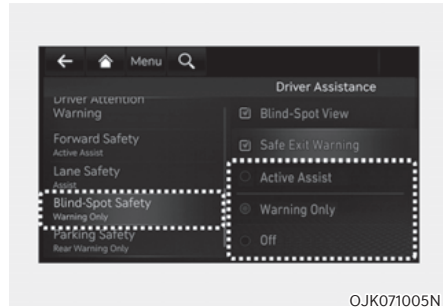 Menu
Driver Assistance
Driver Attention
Warning
Forward Safety
Active Assist
Lane Safety
Assist
Blind-Spot Safety
Warning Only
Parking Safety
Rear Warning Only
Blind-Spot View
Safe Exit Warning
Active Assist
Warning Only
Off
OJK071005N